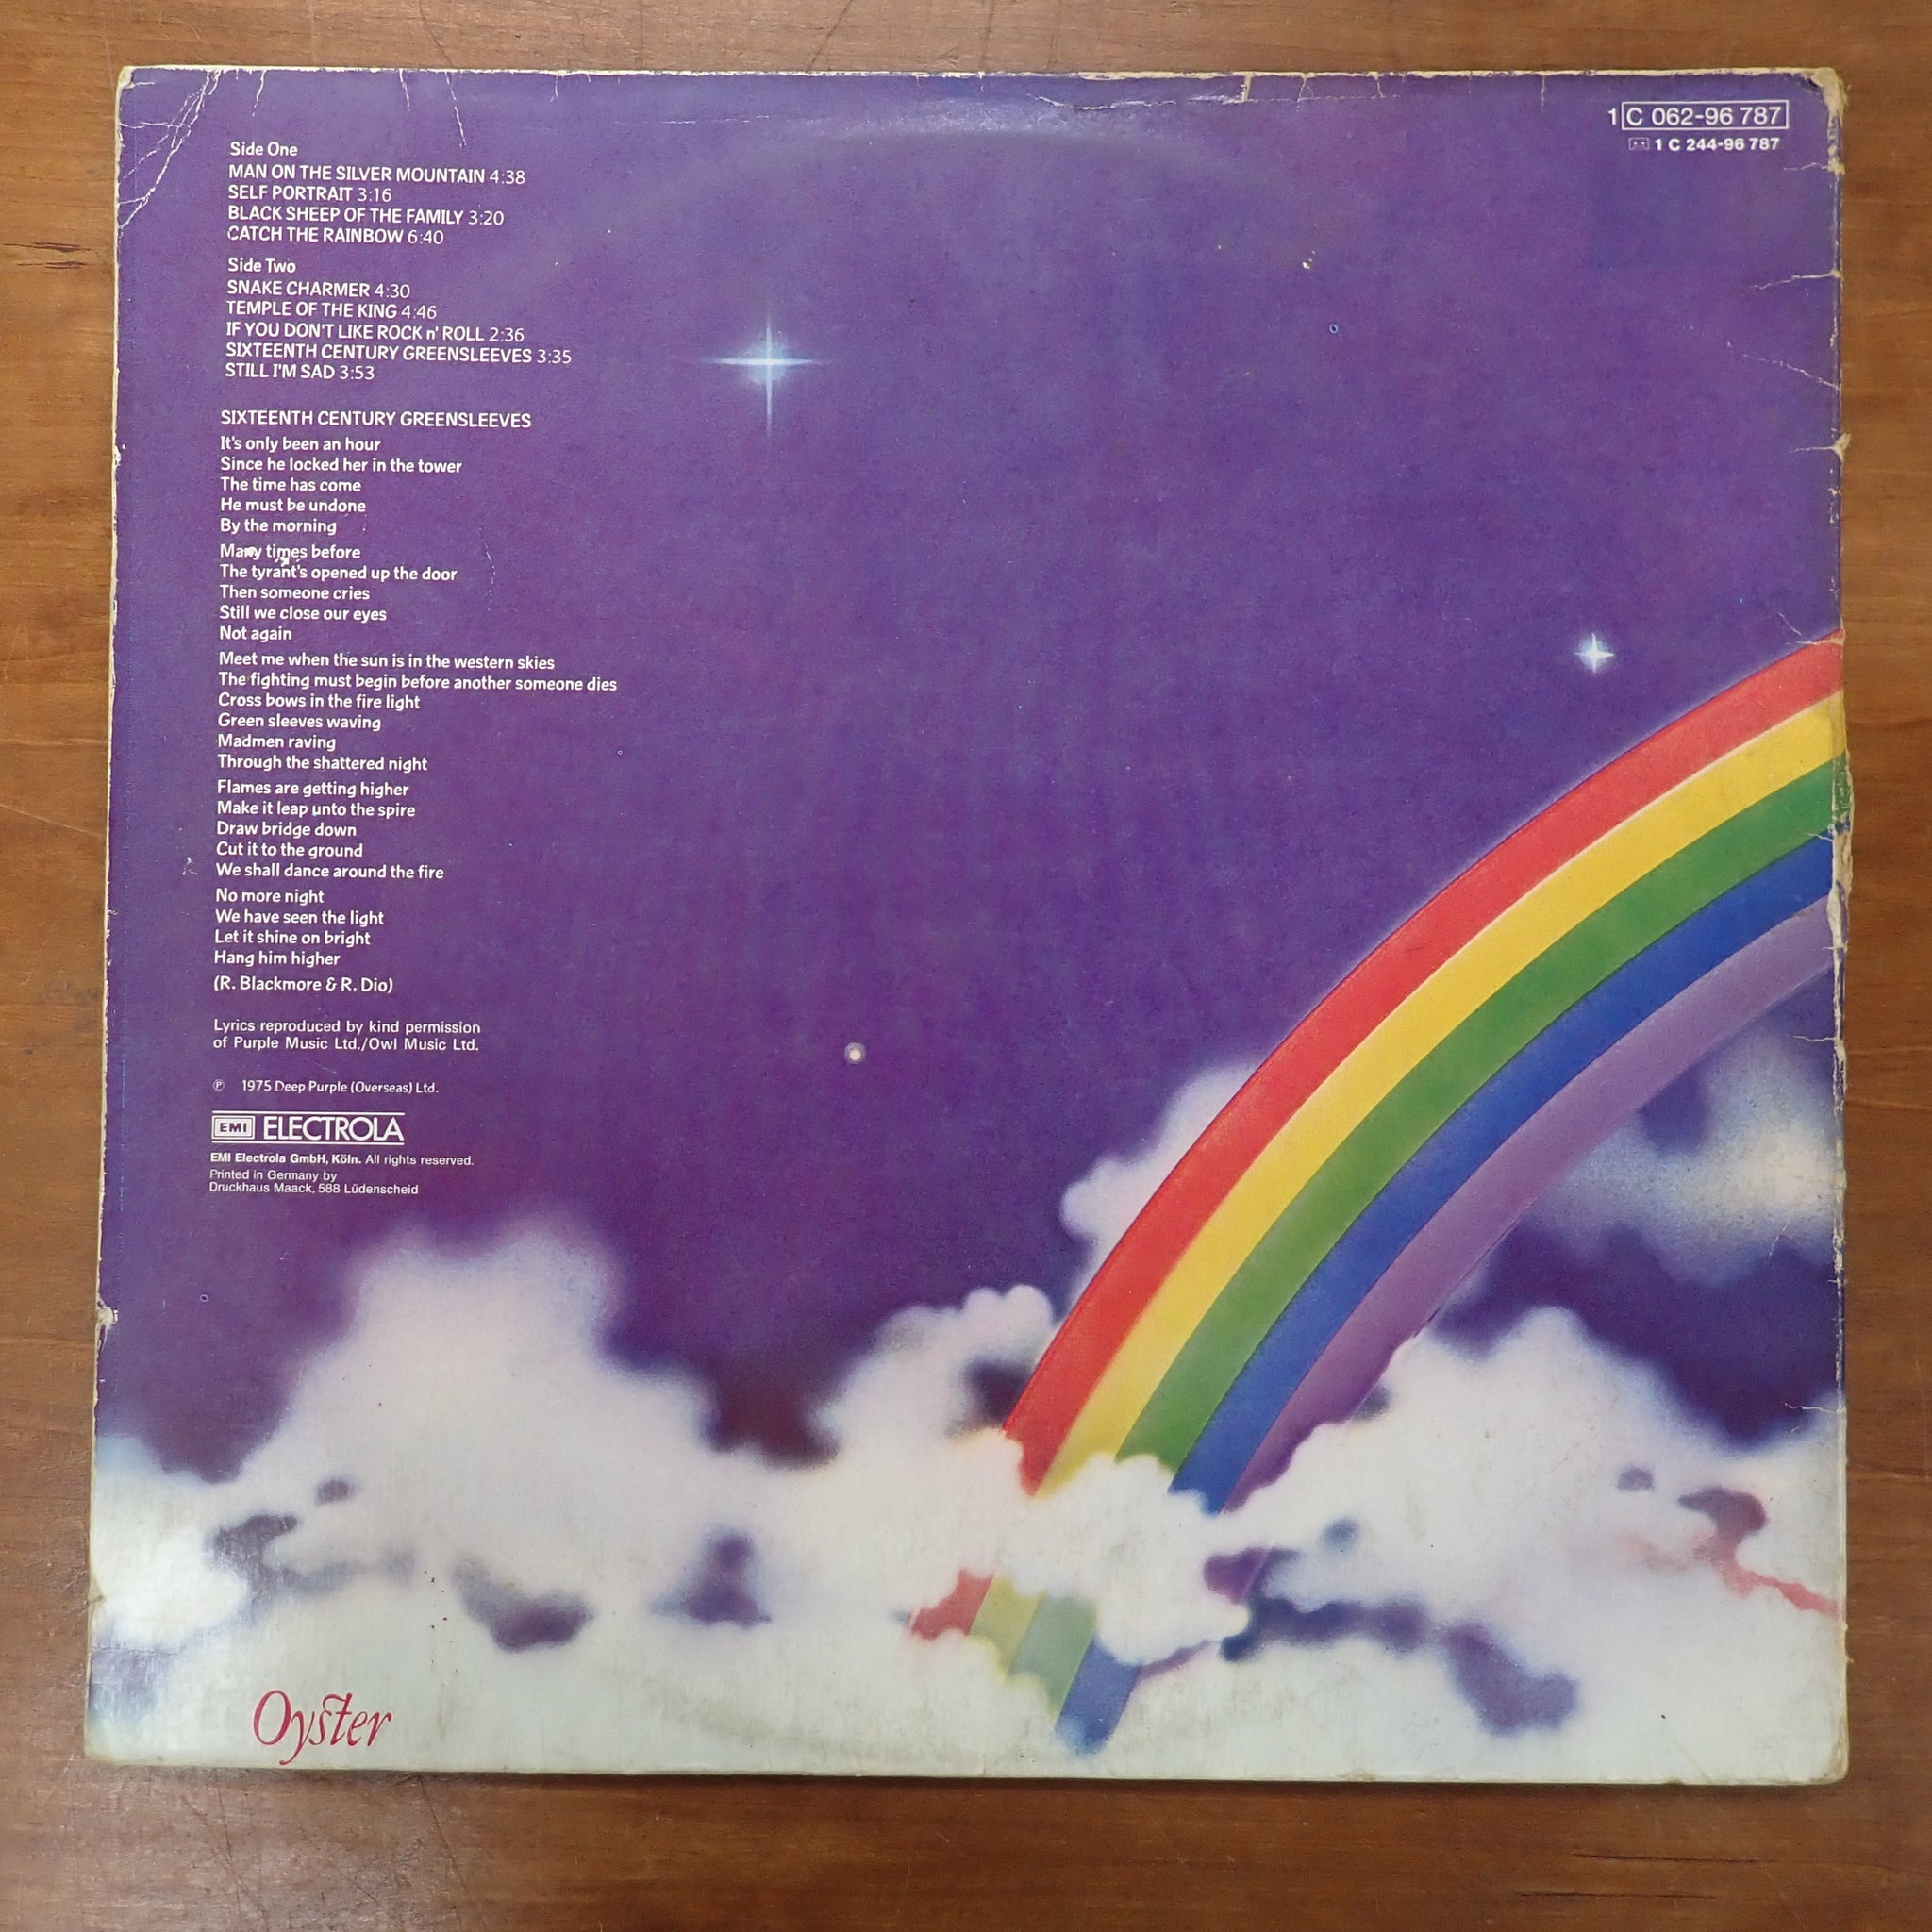 1 C 062-96 787
1 C 244-96 787
Side One
MAN ON THE SILVER MOUNTAIN 4:38
SELF PORTRAIT 3:16
BLACK SHEEP OF THE FAMILY 3:20
CATCH THE RAINBOW 6:40
Side Two
SNAKE CHARMER 4:30
TEMPLE OF THE KING 4:46
IF YOU DON'T LIKE ROCK n' ROLL 2:36
SIXTEENTH CENTURY GREENSLEEVES 3:35
STILL I'M SAD 3:53
SIXTEENTH CENTURY GREENSLEEVES
It's only been an hour
Since he locked her in the tower
The time has come
He must be undone
By the morning
Many times before
The tyrant's opened up the door
Then someone cries
Still we close our eyes
Not again
Meet me when the sun is in the western skies
The fighting must begin before another someone dies
Cross bows in the fire light
Green sleeves waving
Madmen raving
Through the shattered night
Flames are getting higher
Make it leap unto the spire
Draw bridge down
Cut it to the ground
We shall dance around the fire
No more night
We have seen the light
Let it shine on bright
Hang him higher
(R. Blackmore & R. Dio)
Lyrics reproduced by kind permission
of Purple Music Ltd./Owl Music Ltd.
℗ 1975 Deep Purple (Overseas) Ltd.
EMI ELECTROLA
EMI Electrola GmbH, Köln. All rights reserved.
Printed in Germany by
Druckhaus Maack, 588 Lüdenscheid
Oyster